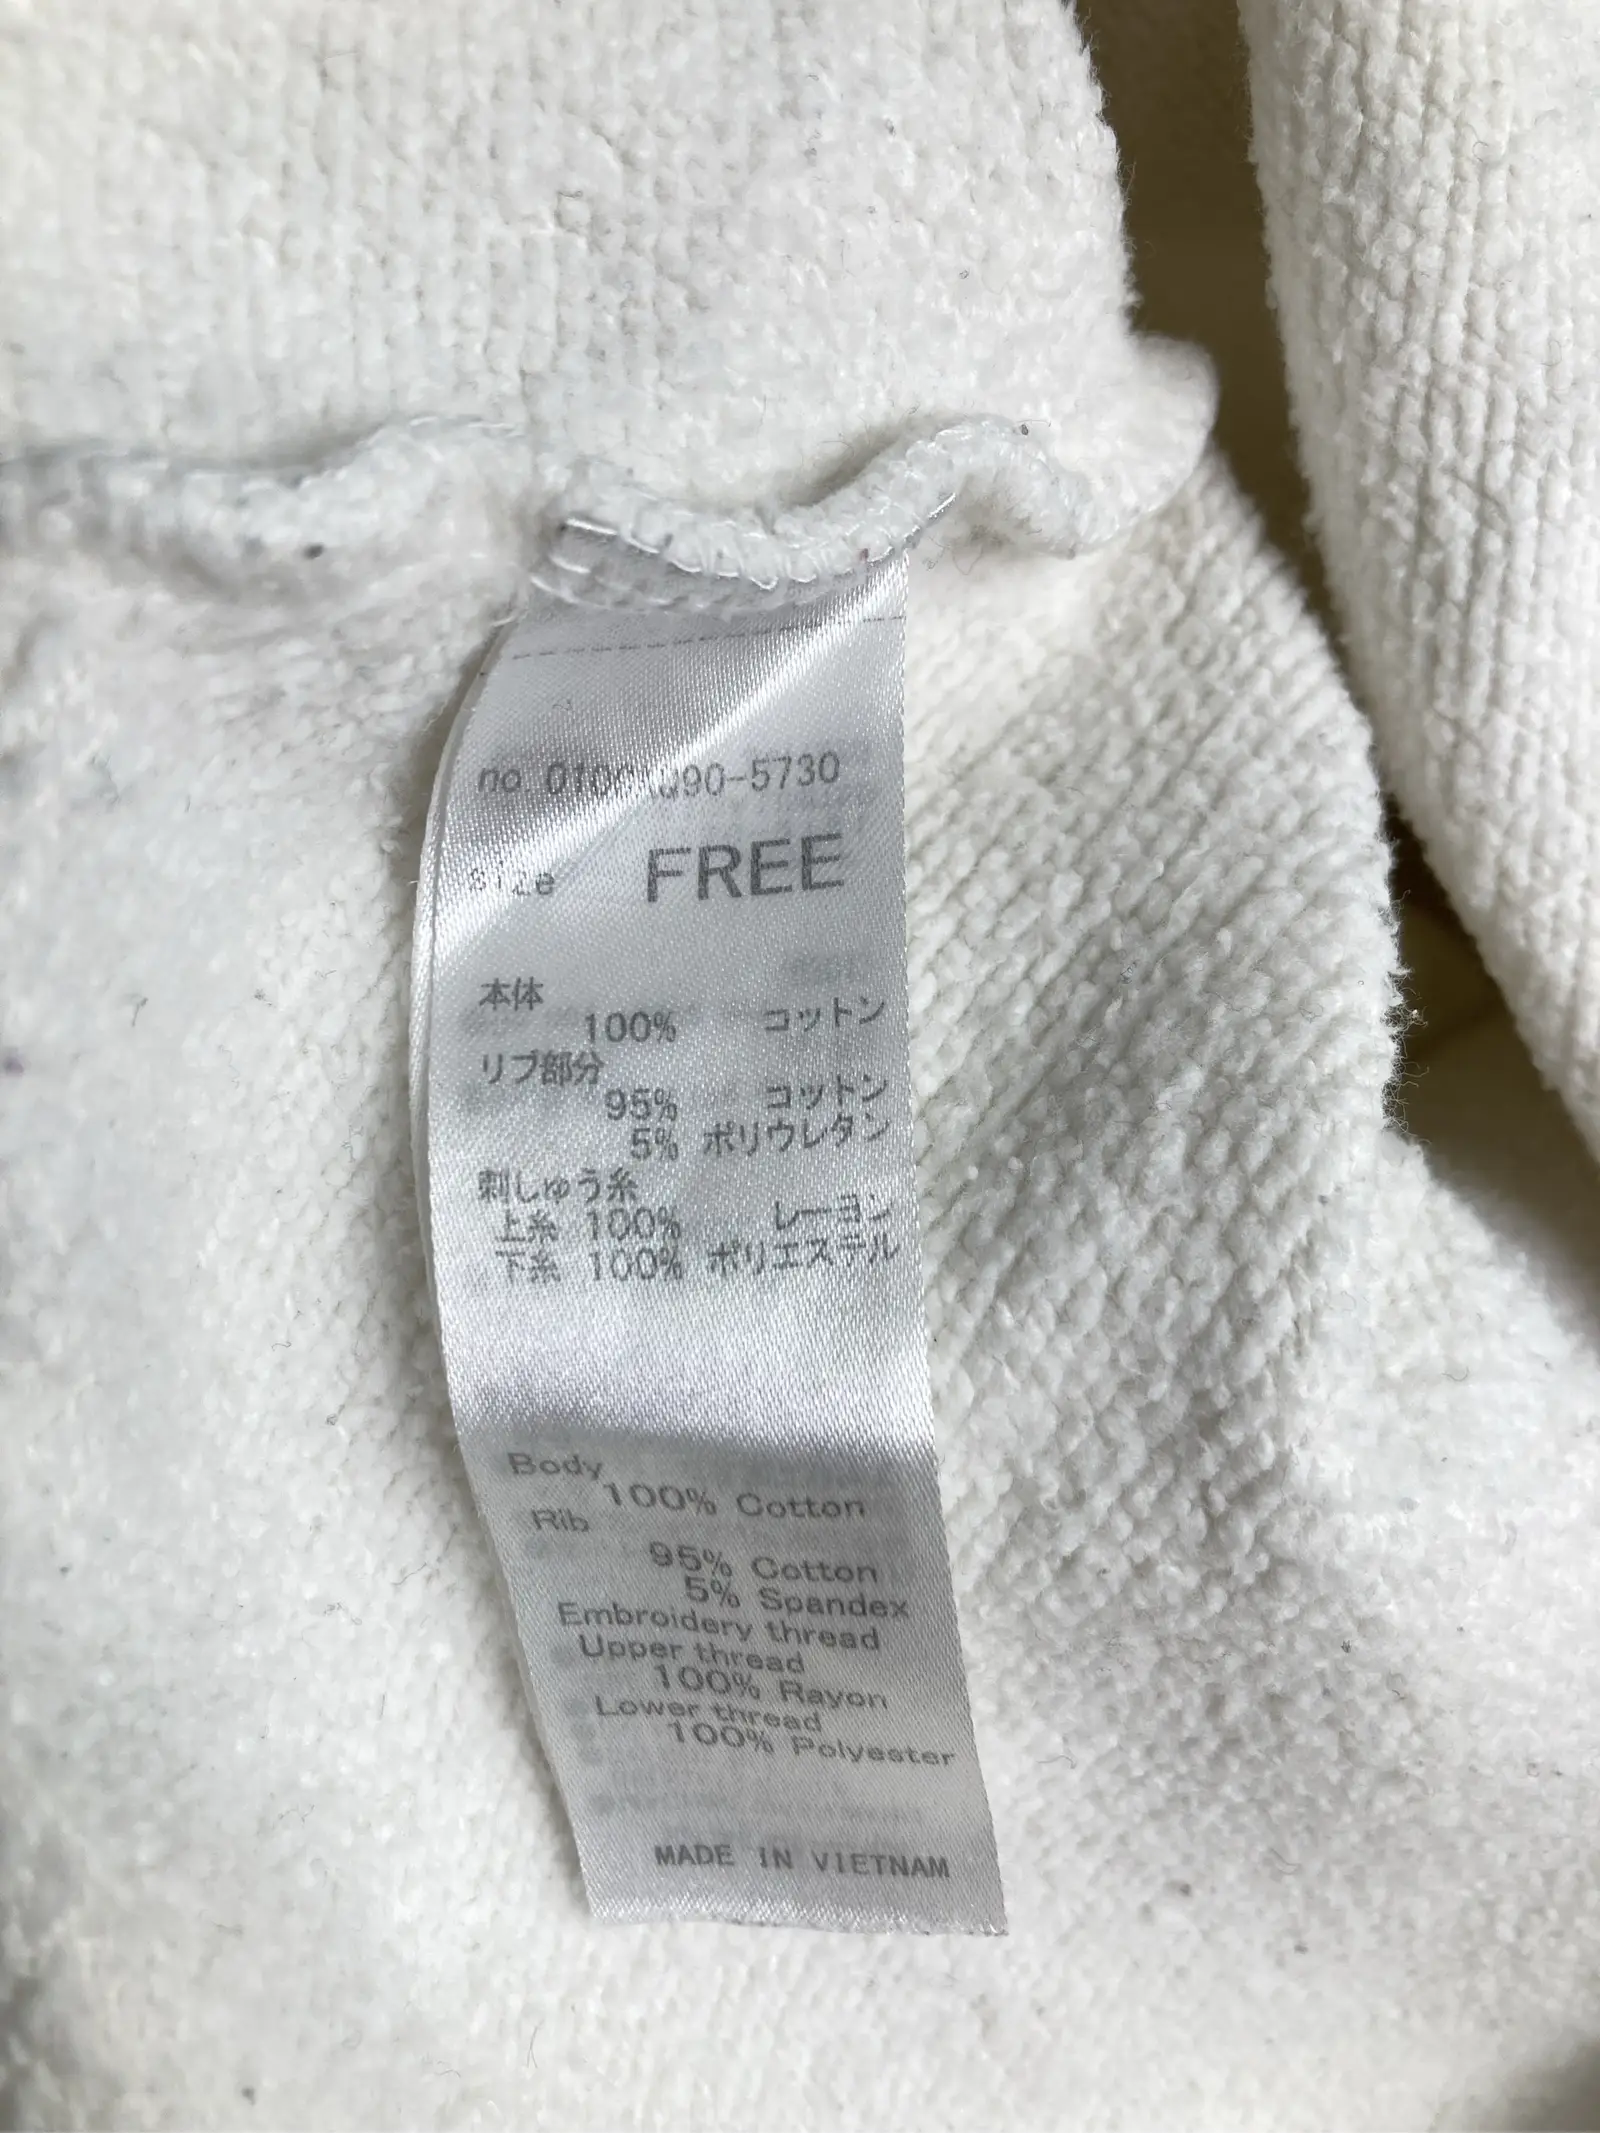 no.
size FREE
本体
100% コットン
リブ部分
95% コットン
5% ポリウレタン
刺しゅう糸
上糸 100% レーヨン
下糸 100% ポリエステル
Body
100% Cotton
Rib
95% Cotton
5% Spandex
Embroidery thread
Upper thread
100% Rayon
Lower thread
100% Polyester
MADE IN VIETNAM